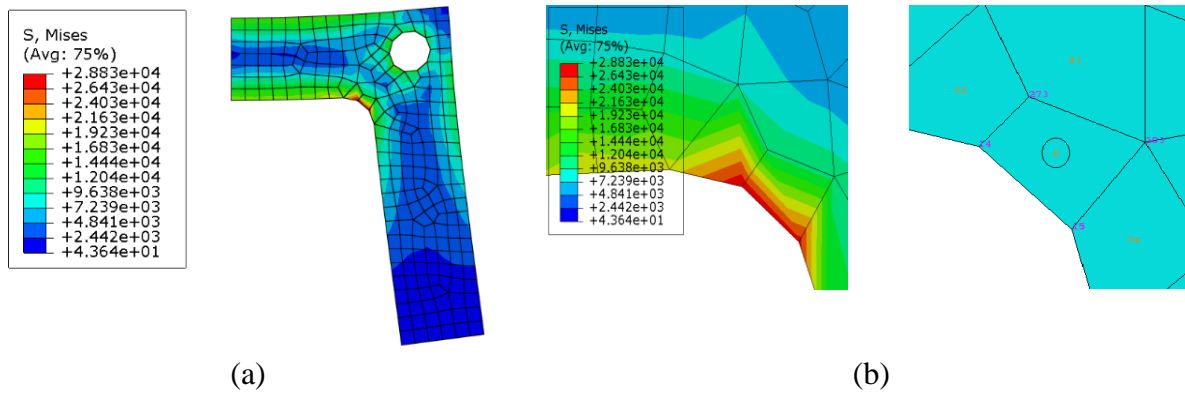 S, Mises
(Avg: 75%)
+2.883e+04
+2.643e+04
+2.403e+04
+2.163e+04
+1.923e+04
+1.683e+04
+1.444e+04
+1.204e+04
+9.638e+03
+7.239e+03
+4.841e+03
+2.442e+03
+4.364e+01
S, Mises
(Avg: 75%)
+2.883e+04
+2.643e+04
+2.403e+04
+2.163e+04
+1.923e+04
+1.683e+04
+1.444e+04
+1.204e+04
+9.638e+03
+7.239e+03
+4.841e+03
+2.442e+03
+4.364e+01
273
(a)
(b)